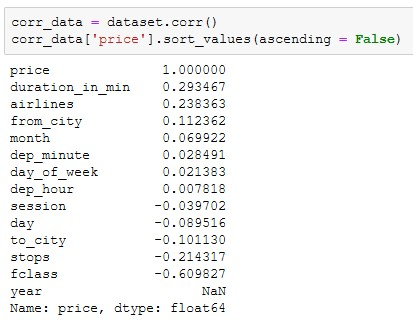 corr_data = dataset.corr()
corr_data['price'].sort_values(ascending = False)
price 1.000000
duration_in_min 0.293467
airlines 0.238363
from_city 0.112362
month 0.069922
dep_minute 0.028491
day_of_week 0.021383
dep_hour 0.007818
session -0.039702
day -0.089516
to_city -0.101130
stops -0.214317
fclass -0.609827
year NaN
Name: price, dtype: float64